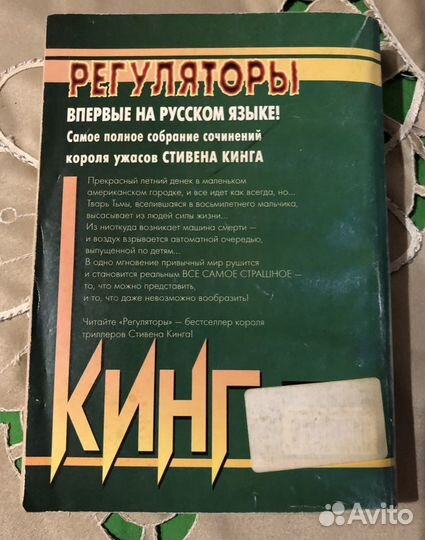 РЕГУЛЯТОРЫ
ВПЕРВЫЕ НА РУССКОМ ЯЗЫКЕ!
Самое полное собрание сочинений
короля ужасов СТИВЕНА КИНГА
Прекрасный летний денек в маленьком
американском городке, и все идет как всегда, но...
Тварь Тьмы, вселившаяся в восьмилетнего мальчика,
высасывает из людей силы жизни...
Из ниоткуда возникает машина смерти —
и воздух взрывается автоматной очередью,
выпущенной по детям...
В одно мгновение привычный мир рушится
и становится реальным ВСЕ САМОЕ СТРАШНОЕ —
то, что можно представить,
и то, что даже невозможно вообразить!
Читайте «Регуляторы» — бестселлер короля
триллеров Стивена Кинга!
КИНГ
Avito